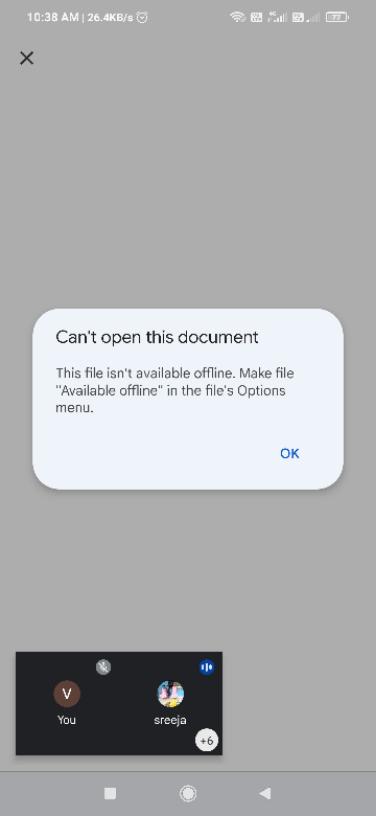 10:38 AM | 26.4KB/s
77
Can't open this document
This file isn't available offline. Make file
"Available offline" in the file's Options
menu.
OK
V
You
sreeja
+6